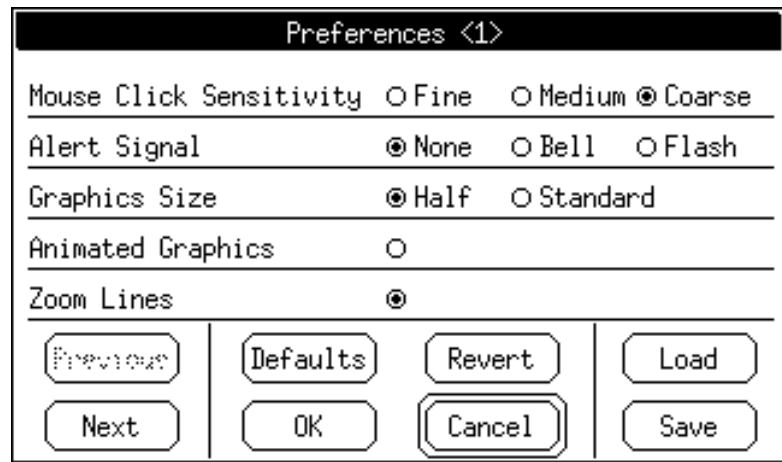 Preferences <1>
Mouse Click Sensitivity Fine Medium Coarse
Alert Signal None Bell Flash
Graphics Size Half Standard
Animated Graphics
Zoom Lines
Previous Defaults Revert Load
Next OK Cancel Save